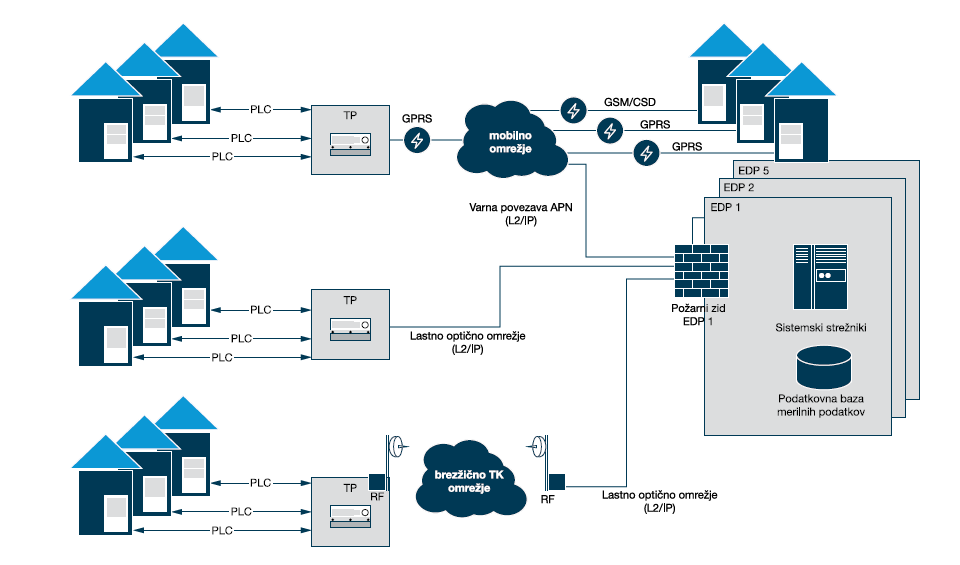 PLC
PLC
PLC
TP
GPRS
mobilno
omrežje
GSM/CSD
GPRS
GPRS
Varna povezava APN
(L2/IP)
EDP 5
EDP 2
EDP 1
Požarni zid
EDP 1
Sistemski strežniki
Podatkovna baza
merilnih podatkov
PLC
PLC
PLC
TP
Lastno optično omrežje
(L2/IP)
PLC
PLC
PLC
TP
RF
brezžično TK
omrežje
RF
Lastno optično omrežje
(L2/IP)